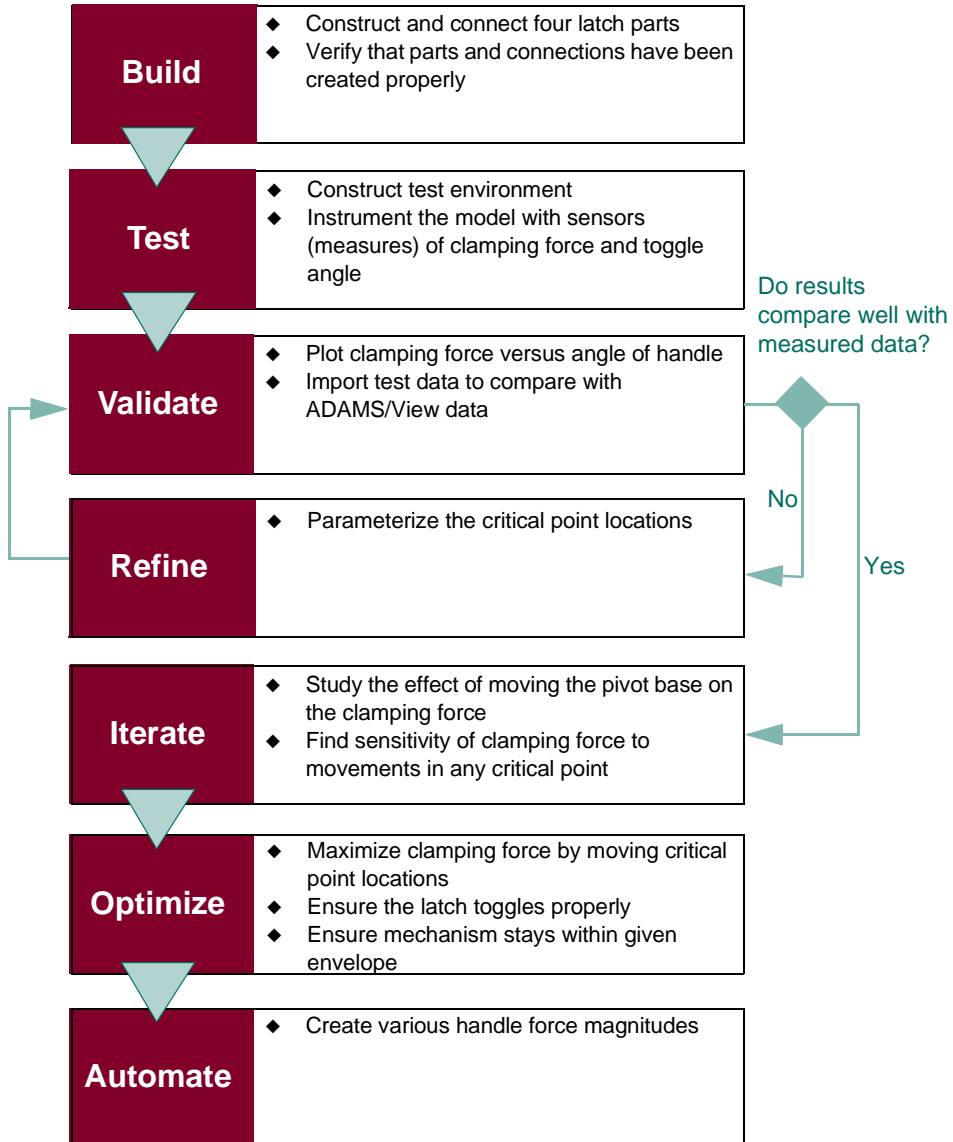 Build
◆ Construct and connect four latch parts
◆ Verify that parts and connections have been
created properly
Test
◆ Construct test environment
◆ Instrument the model with sensors
(measures) of clamping force and toggle
angle
Do results
compare well with
measured data?
Validate
◆ Plot clamping force versus angle of handle
◆ Import test data to compare with
ADAMS/View data
No
Yes
Refine
◆ Parameterize the critical point locations
Iterate
◆ Study the effect of moving the pivot base on
the clamping force
◆ Find sensitivity of clamping force to
movements in any critical point
Optimize
◆ Maximize clamping force by moving critical
point locations
◆ Ensure the latch toggles properly
◆ Ensure mechanism stays within given
envelope
Automate
◆ Create various handle force magnitudes